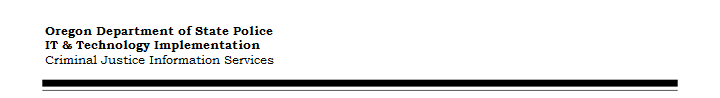 Oregon Department of State Police
IT & Technology Implementation
Criminal Justice Information Services